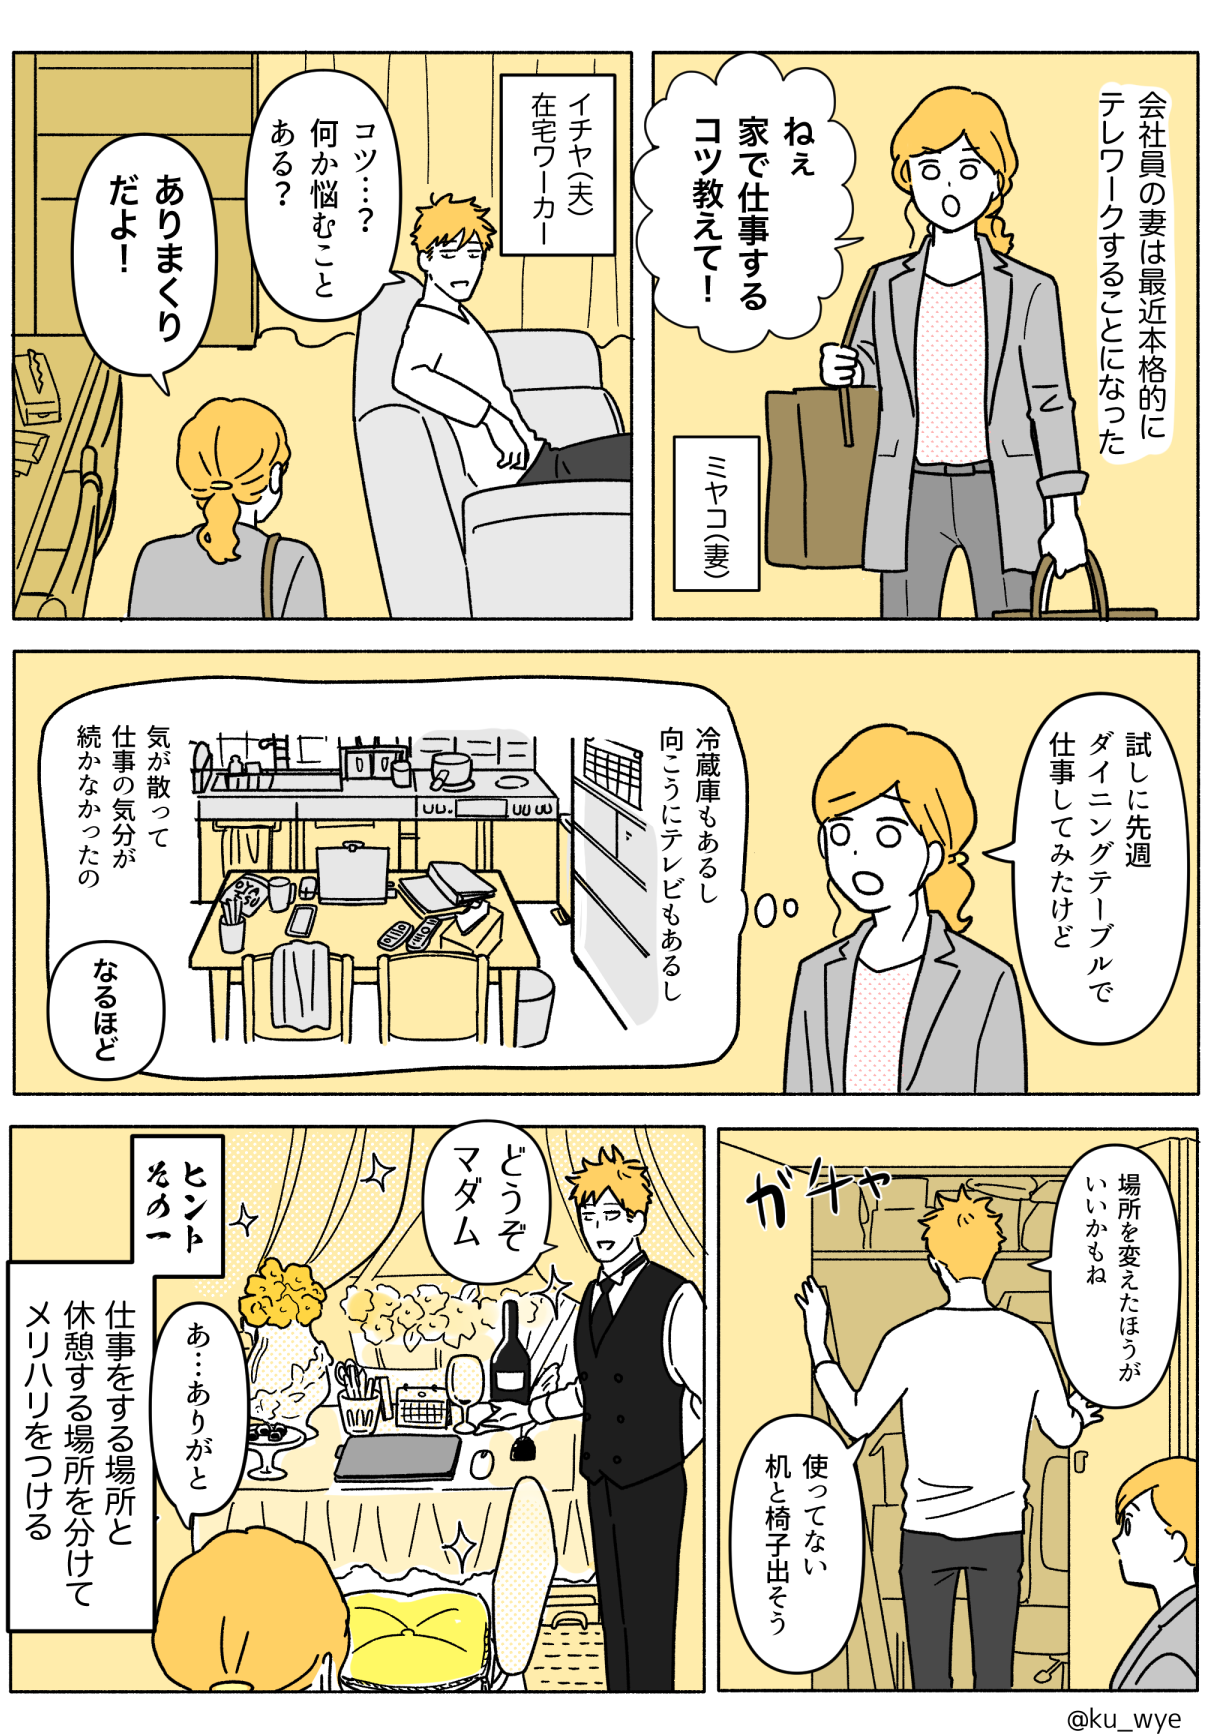 会社員の妻は最近本格的に
テレワークすることになった
ねぇ
家で仕事する
コツ教えて！
ミヤコ（妻）
イチヤ（夫）
在宅ワーカー
コツ…？
何か悩むこと
ある？
ありまくり
だよ！
試しに先週
ダイニングテーブルで
仕事してみたけど
冷蔵庫もあるし
向こうにテレビもあるし
気が散って
仕事の気分が
続かなかったの
なるほど
場所を変えたほうが
いいかもね
ガチャ
使ってない
机と椅子出そう
どうぞ
マダム
あ…ありがと
ヒント
その一
仕事をする場所と
休憩する場所を分けて
メリハリをつける
@ku_wye